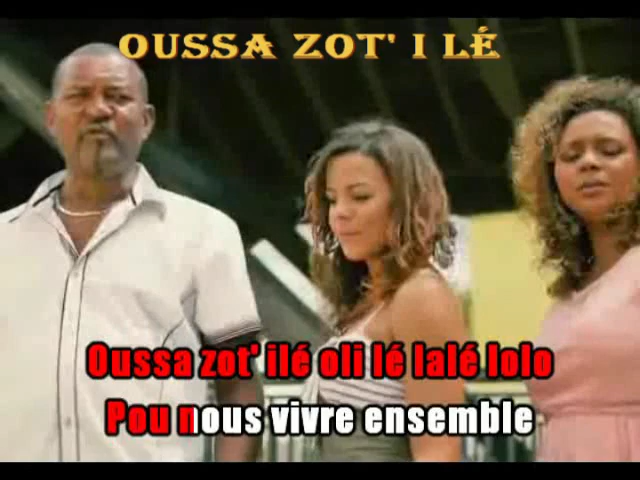 OUSSA ZOT' I LÉ
Oussa zot' ilé oli lé lalé lolo
Pou nous vivre ensemble